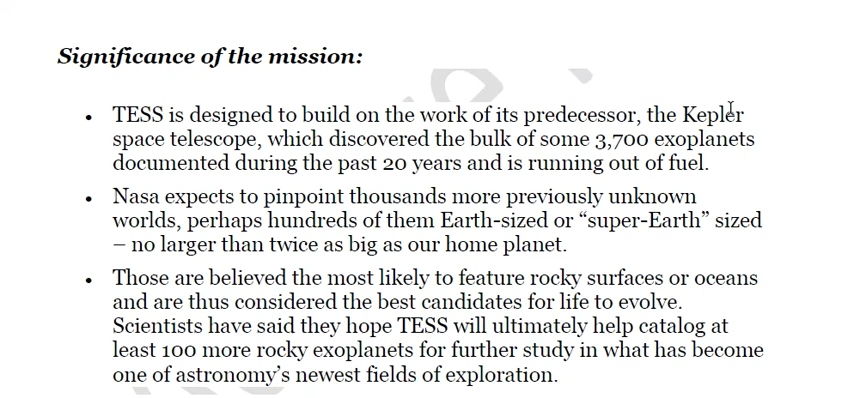 Significance of the mission:
• TESS is designed to build on the work of its predecessor, the Kepler
space telescope, which discovered the bulk of some 3,700 exoplanets
documented during the past 20 years and is running out of fuel.
• Nasa expects to pinpoint thousands more previously unknown
worlds, perhaps hundreds of them Earth-sized or “super-Earth” sized
– no larger than twice as big as our home planet.
• Those are believed the most likely to feature rocky surfaces or oceans
and are thus considered the best candidates for life to evolve.
Scientists have said they hope TESS will ultimately help catalog at
least 100 more rocky exoplanets for further study in what has become
one of astronomy’s newest fields of exploration.